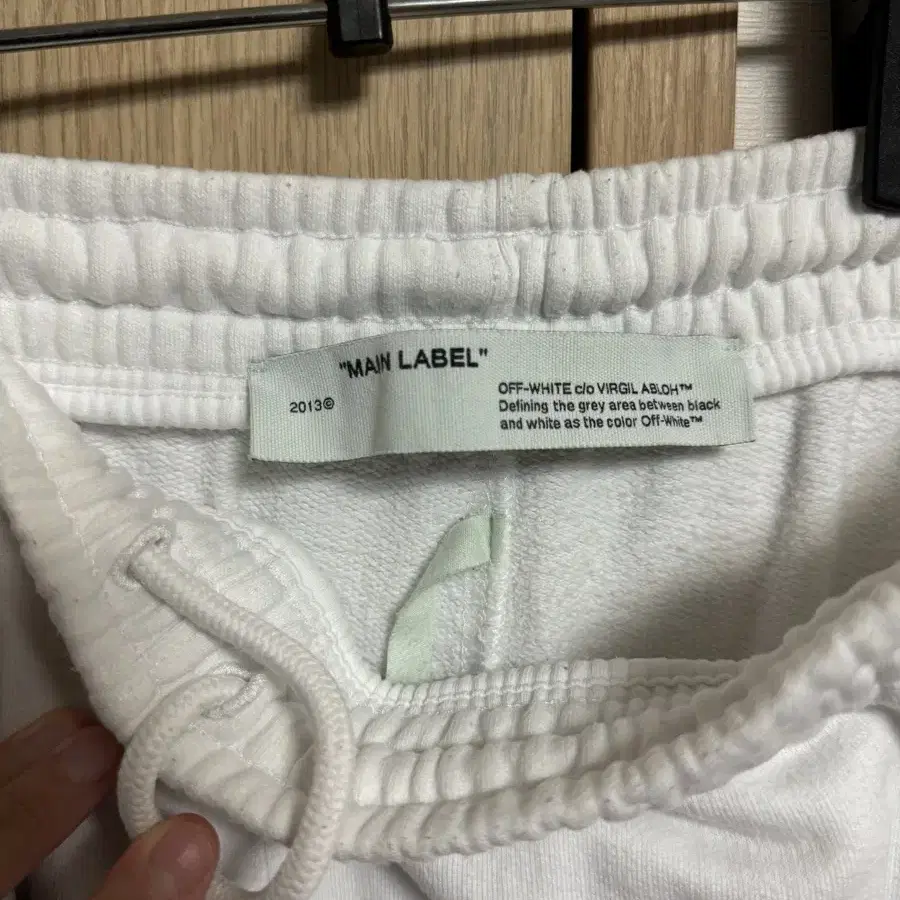 "MAIN LABEL"
2013©
OFF-WHITE c/o VIRGIL ABLOH™
Defining the grey area between black
and white as the color Off-White™